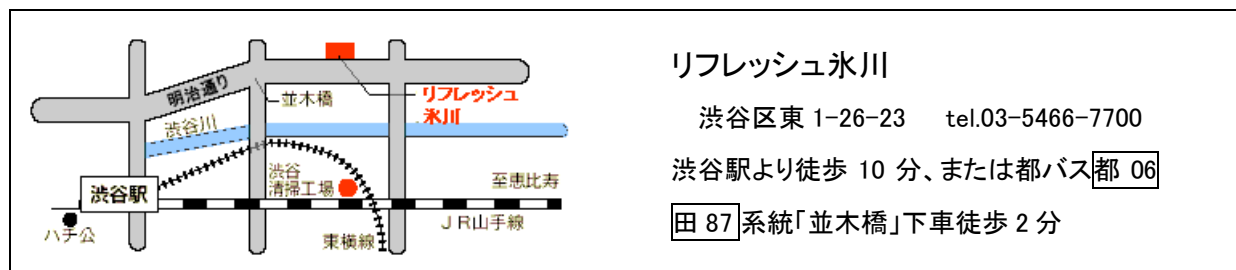 明治通り
並木橋
リフレッシュ
氷川
渋谷川
渋谷
清掃工場
至恵比寿
渋谷駅
ハチ公
JR山手線
東横線
リフレッシュ氷川
渋谷区東 1-26-23 tel.03-5466-7700
渋谷駅より徒歩 10 分、または都バス都 06
田 87 系統「並木橋」下車徒歩 2 分